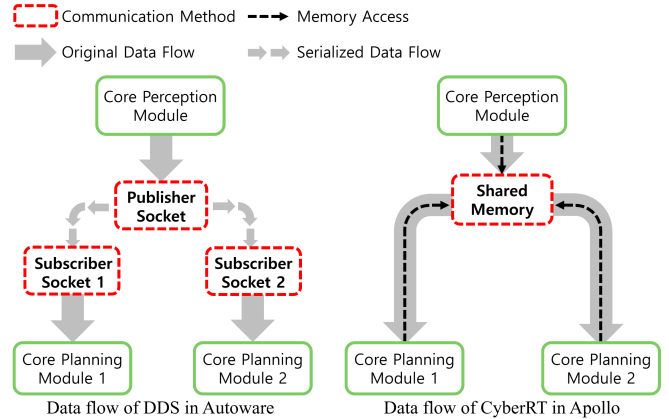 Communication Method
Memory Access
Original Data Flow
Serialized Data Flow
Core Perception
Module
Publisher
Socket
Subscriber
Socket 1
Subscriber
Socket 2
Core Planning
Module 1
Core Planning
Module 2
Data flow of DDS in Autoware
Core Perception
Module
Shared
Memory
Core Planning
Module 1
Core Planning
Module 2
Data flow of CyberRT in Apollo